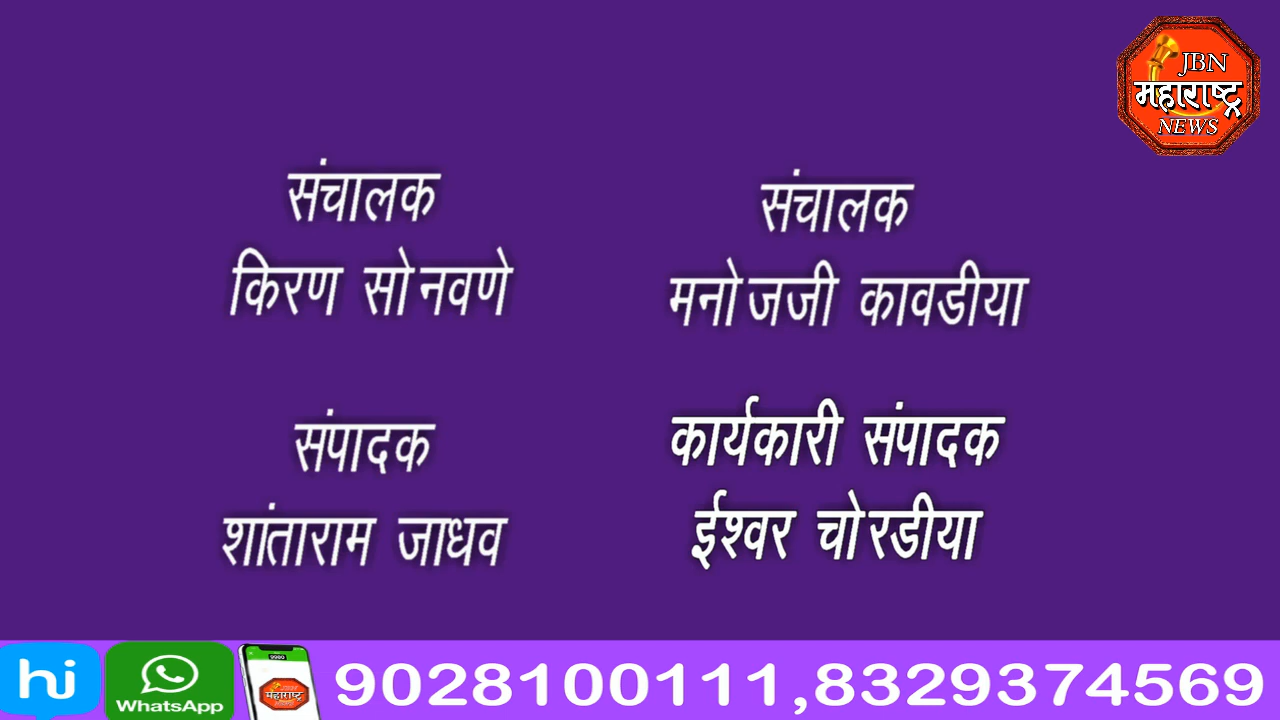 JBN
महाराष्ट्र
NEWS
संचालक
किरण सोनवणे
संचालक
मनोजजी कावडीया
संपादक
शांताराम जाधव
कार्यकारी संपादक
ईश्वर चोरडीया
hi
WhatsApp
महाराष्ट्र
9028100111,8329374569